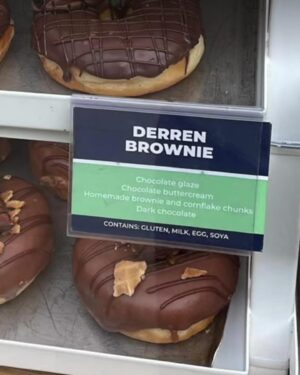 DERREN
BROWNIE
Chocolate glaze
Chocolate buttercream
Homemade brownie and cornflake chunks
Dark chocolate
CONTAINS: GLUTEN, MILK, EGG, SOYA